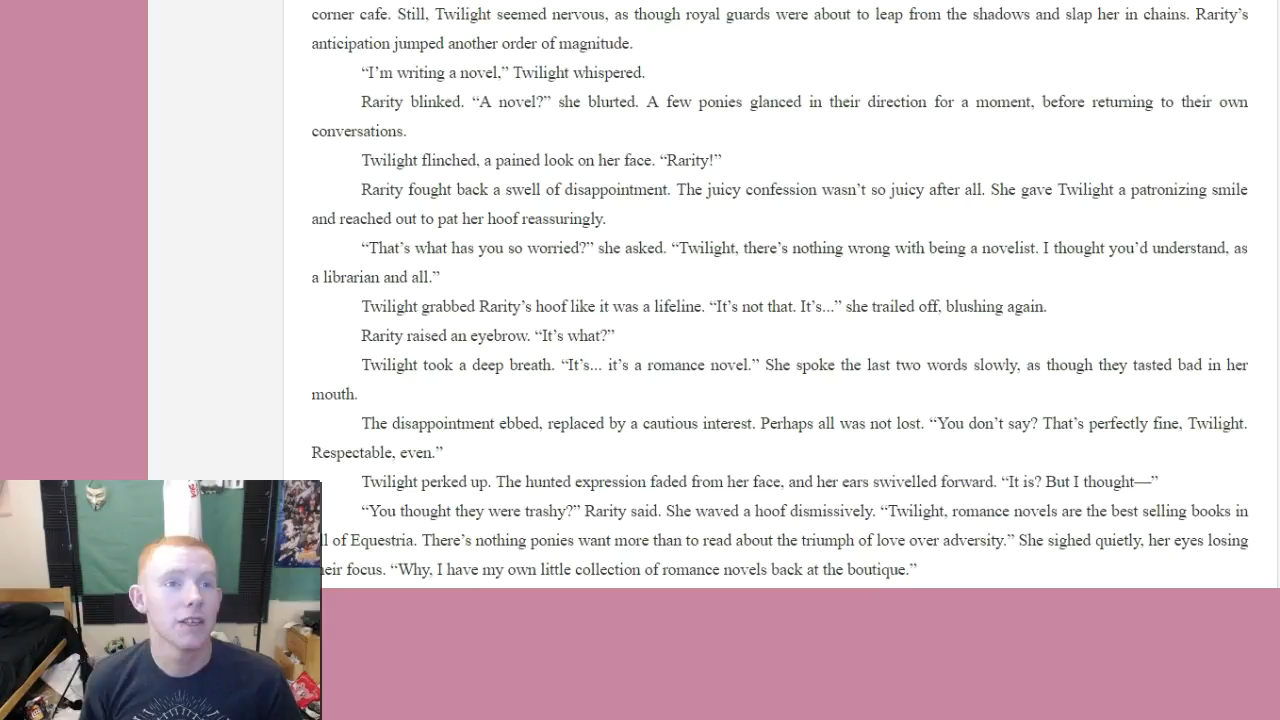 corner cafe. Still, Twilight seemed nervous, as though royal guards were about to leap from the shadows and slap her in chains. Rarity’s
anticipation jumped another order of magnitude.
“I’m writing a novel,” Twilight whispered.
Rarity blinked. “A novel?” she blurted. A few ponies glanced in their direction for a moment, before returning to their own
conversations.
Twilight flinched, a pained look on her face. “Rarity!”
Rarity fought back a swell of disappointment. The juicy confession wasn’t so juicy after all. She gave Twilight a patronizing smile
and reached out to pat her hoof reassuringly.
“That’s what has you so worried?” she asked. “Twilight, there’s nothing wrong with being a novelist. I thought you’d understand, as
a librarian and all.”
Twilight grabbed Rarity’s hoof like it was a lifeline. “It’s not that. It’s...” she trailed off, blushing again.
Rarity raised an eyebrow. “It’s what?”
Twilight took a deep breath. “It’s... it’s a romance novel.” She spoke the last two words slowly, as though they tasted bad in her
mouth.
The disappointment ebbed, replaced by a cautious interest. Perhaps all was not lost. “You don’t say? That’s perfectly fine, Twilight.
Respectable, even.”
Twilight perked up. The hunted expression faded from her face, and her ears swivelled forward. “It is? But I thought—”
“You thought they were trashy?” Rarity said. She waved a hoof dismissively. “Twilight, romance novels are the best selling books in
of Equestria. There’s nothing ponies want more than to read about the triumph of love over adversity.” She sighed quietly, her eyes losing
focus. “Why, I have my own little collection of romance novels back at the boutique.”